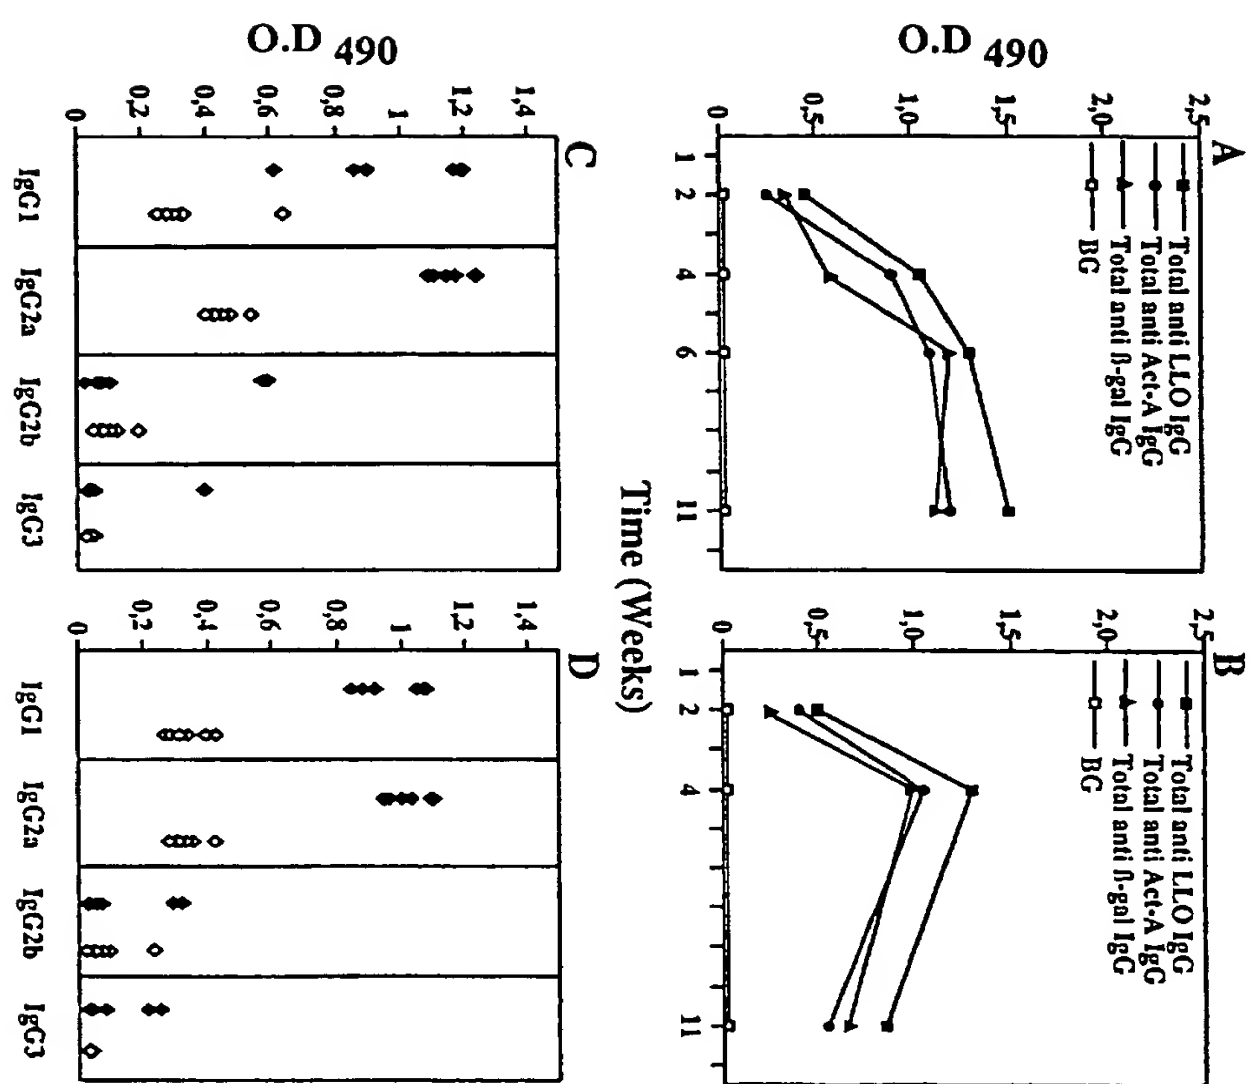 A
O.D 490
2,5
2,0
1,5
1,0
0,5
0
Total anti LLO IgG
Total anti Act-A IgG
Total anti ß-gal IgG
BG
1
2
4
6
11
B
2,5
2,0
1,5
1,0
0,5
0
Total anti LLO IgG
Total anti Act-A IgG
Total anti ß-gal IgG
BG
1
2
4
11
Time (Weeks)
C
O.D 490
1,4
1,2
1
0,8
0,6
0,4
0,2
0
IgG1
IgG2a
IgG2b
IgG3
D
1,4
1,2
1
0,8
0,6
0,4
0,2
0
IgG1
IgG2a
IgG2b
IgG3